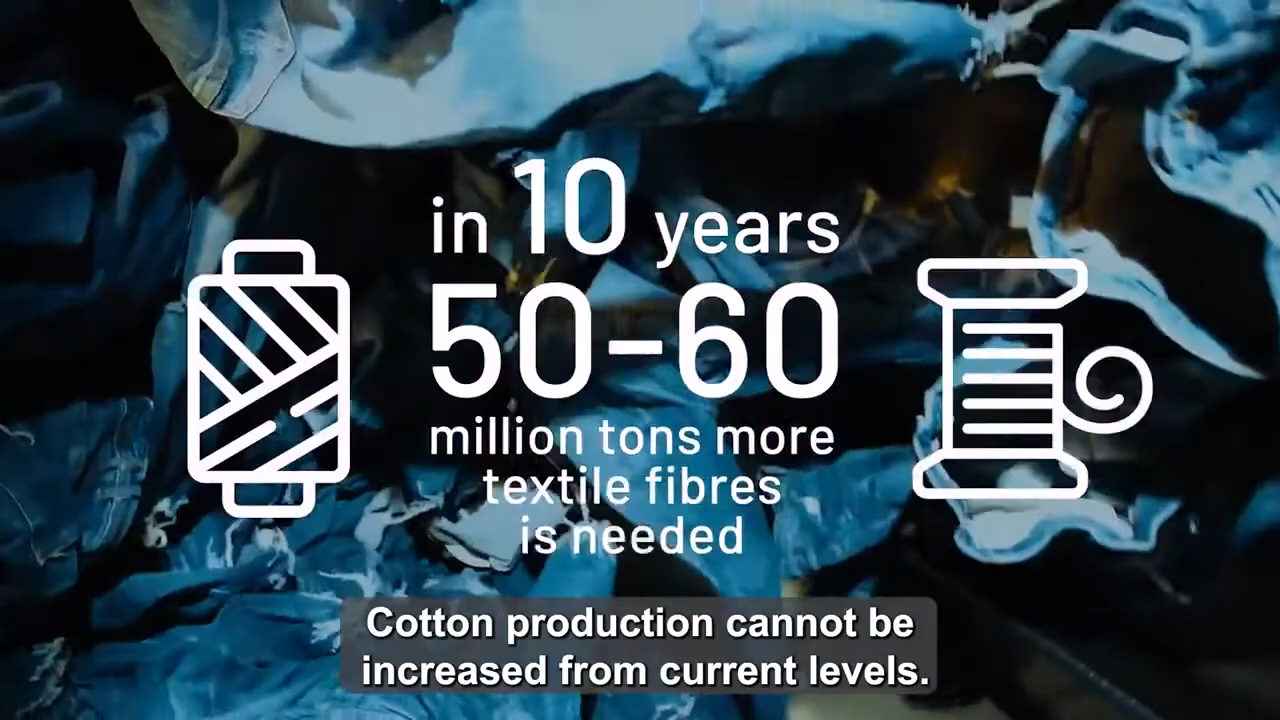 in 10 years
50-60
million tons more
textile fibres
is needed
Cotton production cannot be
increased from current levels.